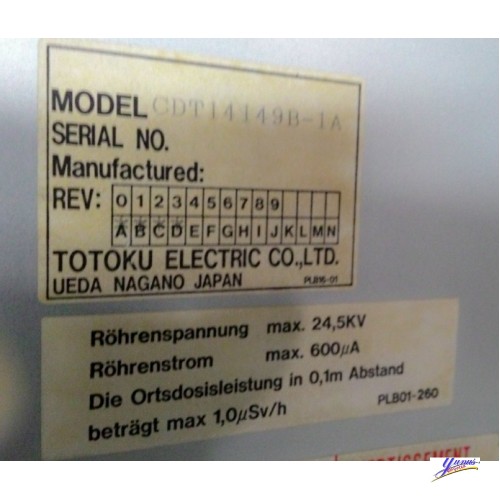 MODEL CDT14149B-1A
SERIAL NO.
Manufactured:
REV: 0 1 2 3 4 5 6 7 8 9
A B C D E F G H I J K L M N
TOTOKU ELECTRIC CO.,LTD.
UEDA NAGANO JAPAN PLB16-01
Röhrenspannung max. 24,5KV
Röhrenstrom max. 600µA
Die Ortsdosisleistung in 0,1m Abstand
beträgt max 1,0µSv/h PLB01-260